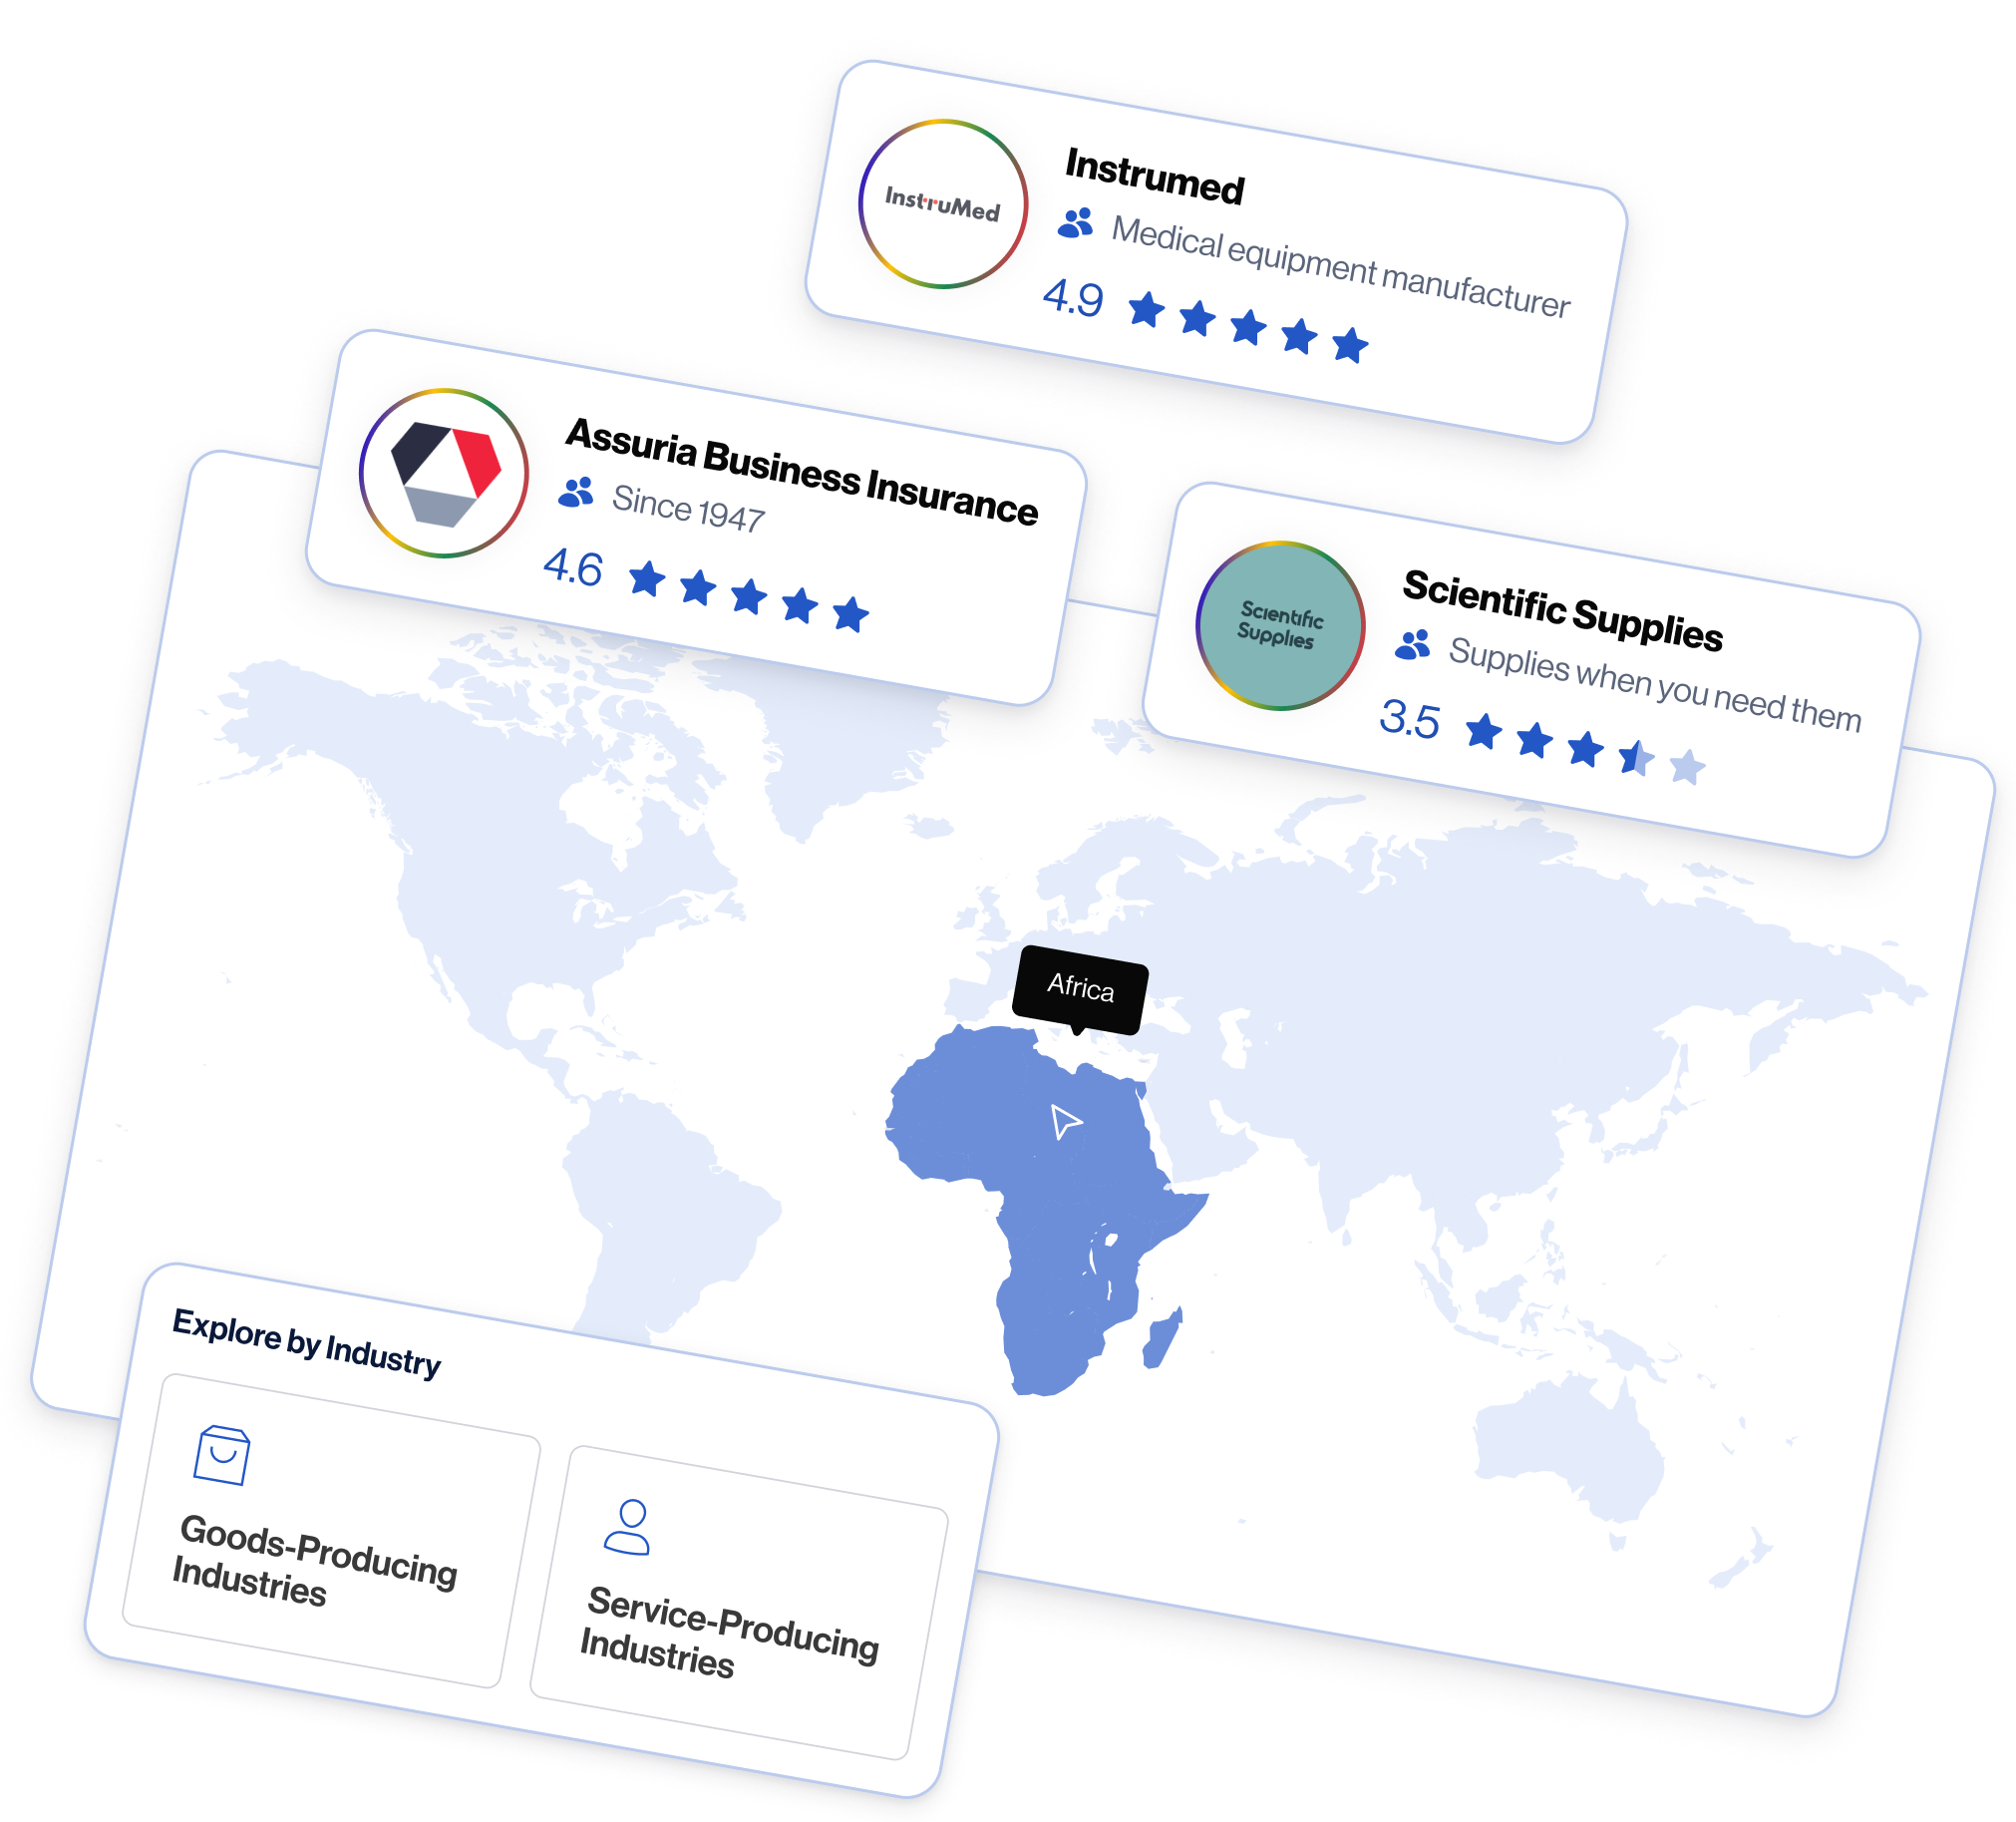 InstruMed
Instrumed
Medical equipment manufacturer
4.9
Assuria Business Insurance
Since 1947
4.6
Scientific
Supplies
Scientific Supplies
Supplies when you need them
3.5
Africa
Explore by Industry
Goods-Producing
Industries
Service-Producing
Industries